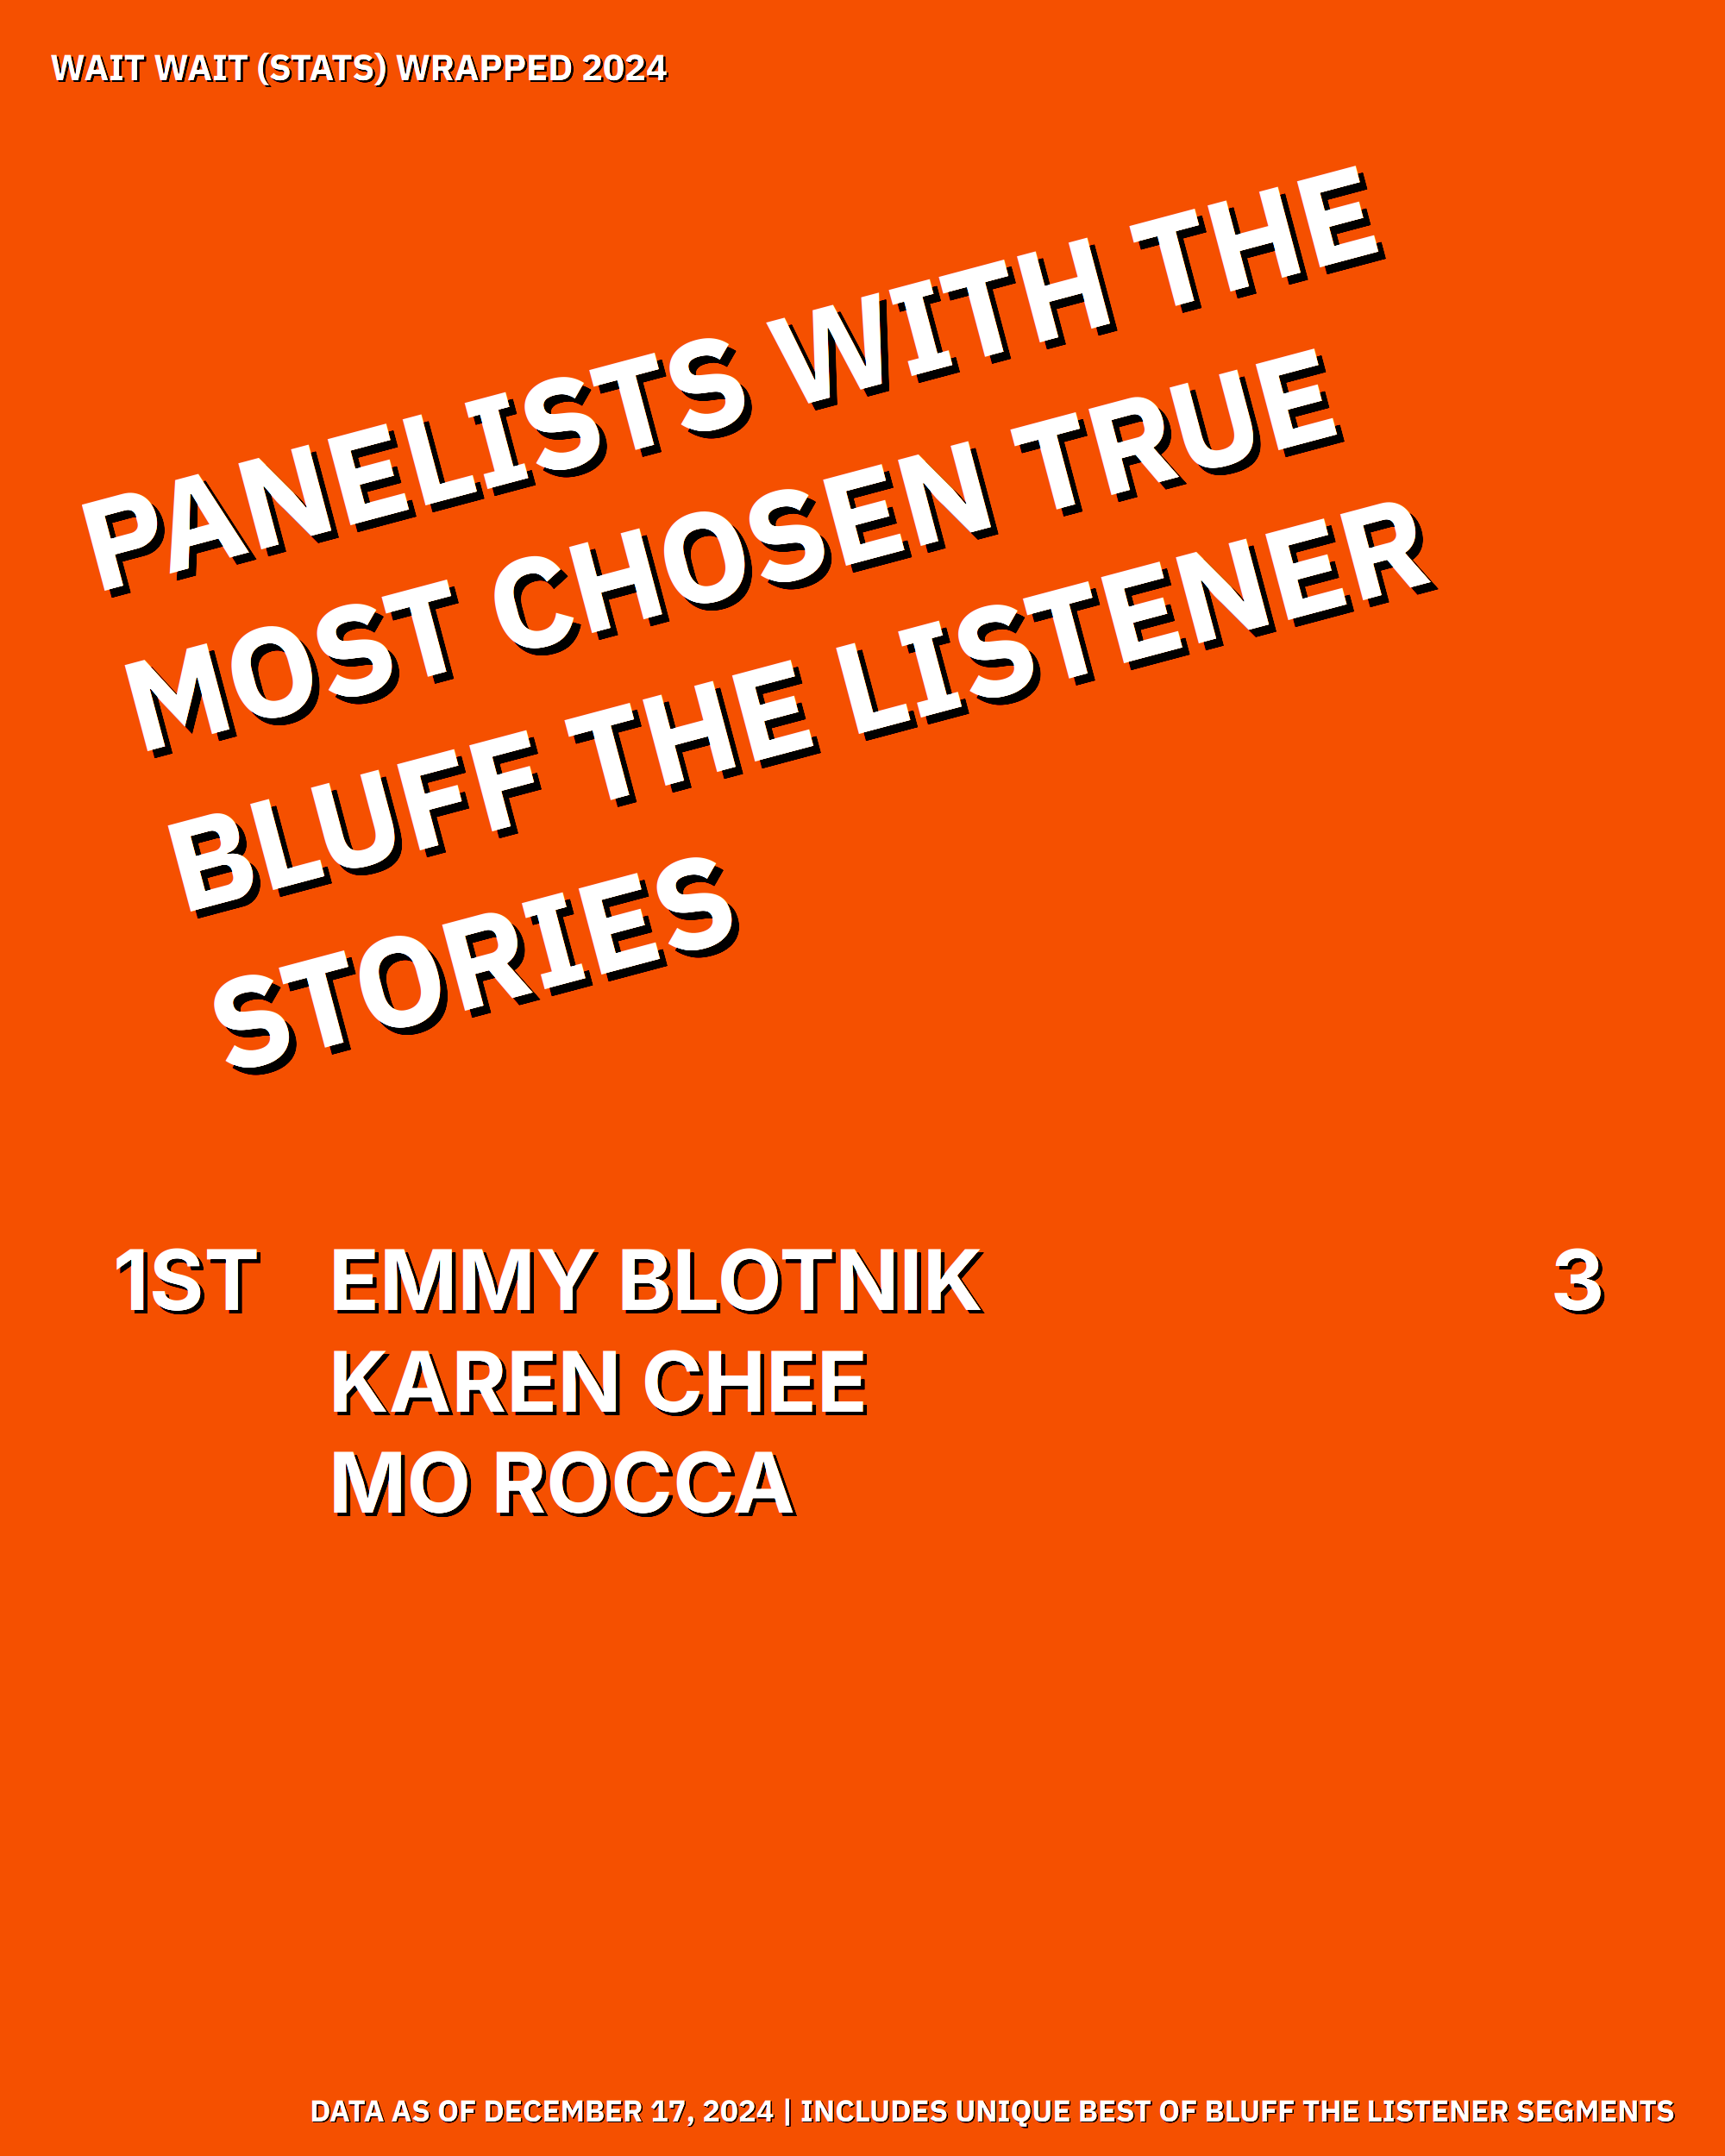 WAIT WAIT (STATS) WRAPPED 2024
PANELISTS WITH THE
MOST CHOSEN TRUE
BLUFF THE LISTENER
STORIES
1ST EMMY BLOTNIK 3
KAREN CHEE
MO ROCCA
DATA AS OF DECEMBER 17, 2024 | INCLUDES UNIQUE BEST OF BLUFF THE LISTENER SEGMENTS